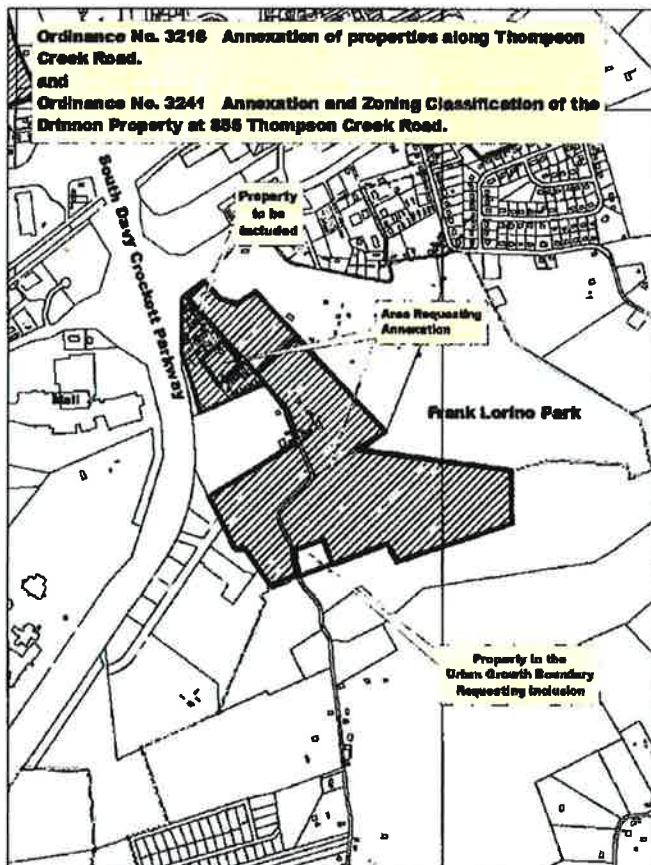 Ordinance No. 3216 Annexation of properties along Thompson
Creek Road.
and
Ordinance No. 3241 Annexation and Zoning Classification of the
Drinnon Property at 855 Thompson Creek Road.
South Davy Crockett Parkway
Property
to be
Included
Area Requesting
Annexation
Mall
Frank Lorino Park
Property in the
Urban Growth Boundary
Requesting Inclusion